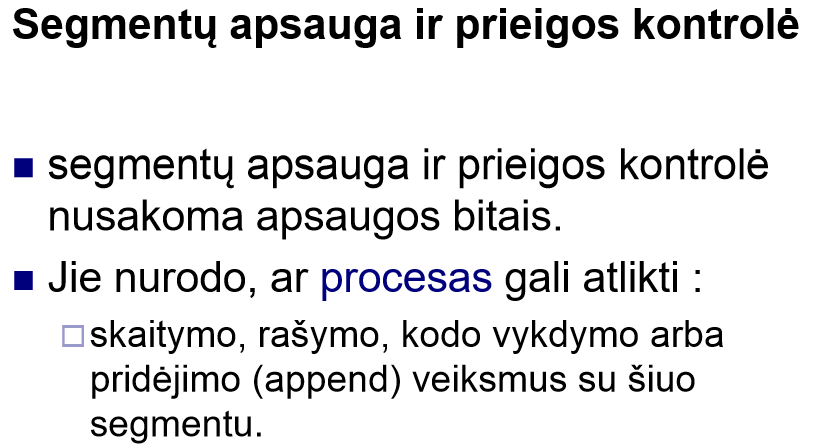 Segmentų apsauga ir prieigos kontrolė
segmentų apsauga ir prieigos kontrolė
nusakoma apsaugos bitais.
Jie nurodo, ar procesas gali atlikti :
skaitymo, rašymo, kodo vykdymo arba
pridėjimo (append) veiksmus su šiuo
segmentu.